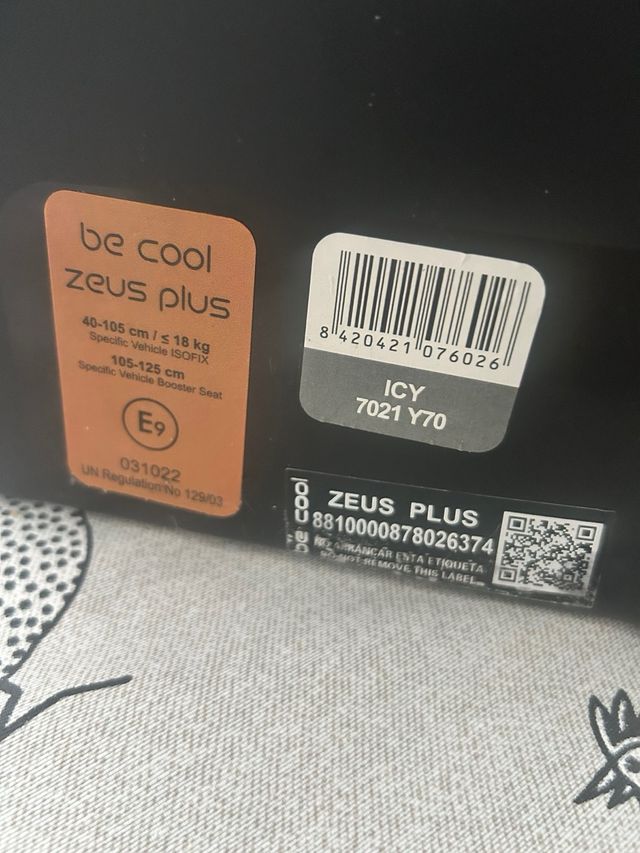 be cool
zeus plus
40-105 cm / ≤ 18 kg
Specific Vehicle ISOFIX
105-125 cm
Specific Vehicle Booster Seat
E9
031022
UN Regulation No 129/03
8 420421 076026
ICY
7021 Y70
be cool
ZEUS PLUS
8810000878026374
NO ARRANCAR ESTA ETIQUETA
DO NOT REMOVE THIS LABEL